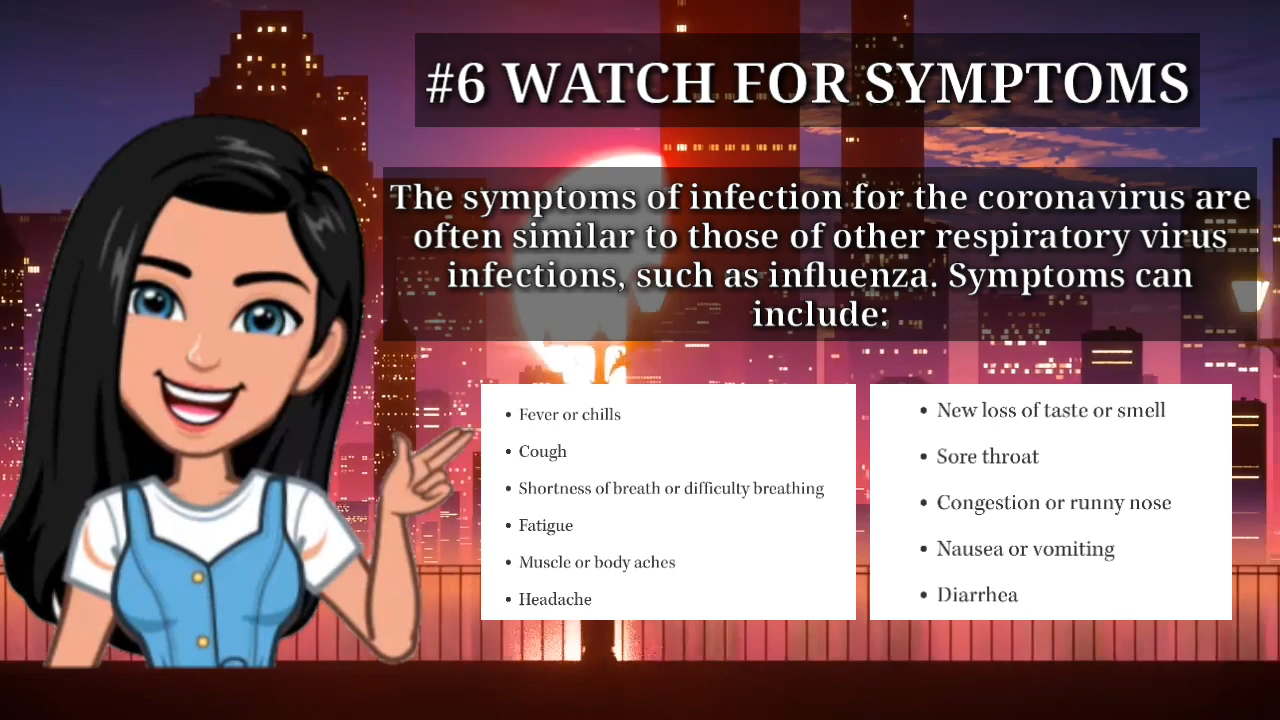 #6 WATCH FOR SYMPTOMS
The symptoms of infection for the coronavirus are
often similar to those of other respiratory virus
infections, such as influenza. Symptoms can
include:
• Fever or chills
• Cough
• Shortness of breath or difficulty breathing
• Fatigue
• Muscle or body aches
• Headache
• New loss of taste or smell
• Sore throat
• Congestion or runny nose
• Nausea or vomiting
• Diarrhea